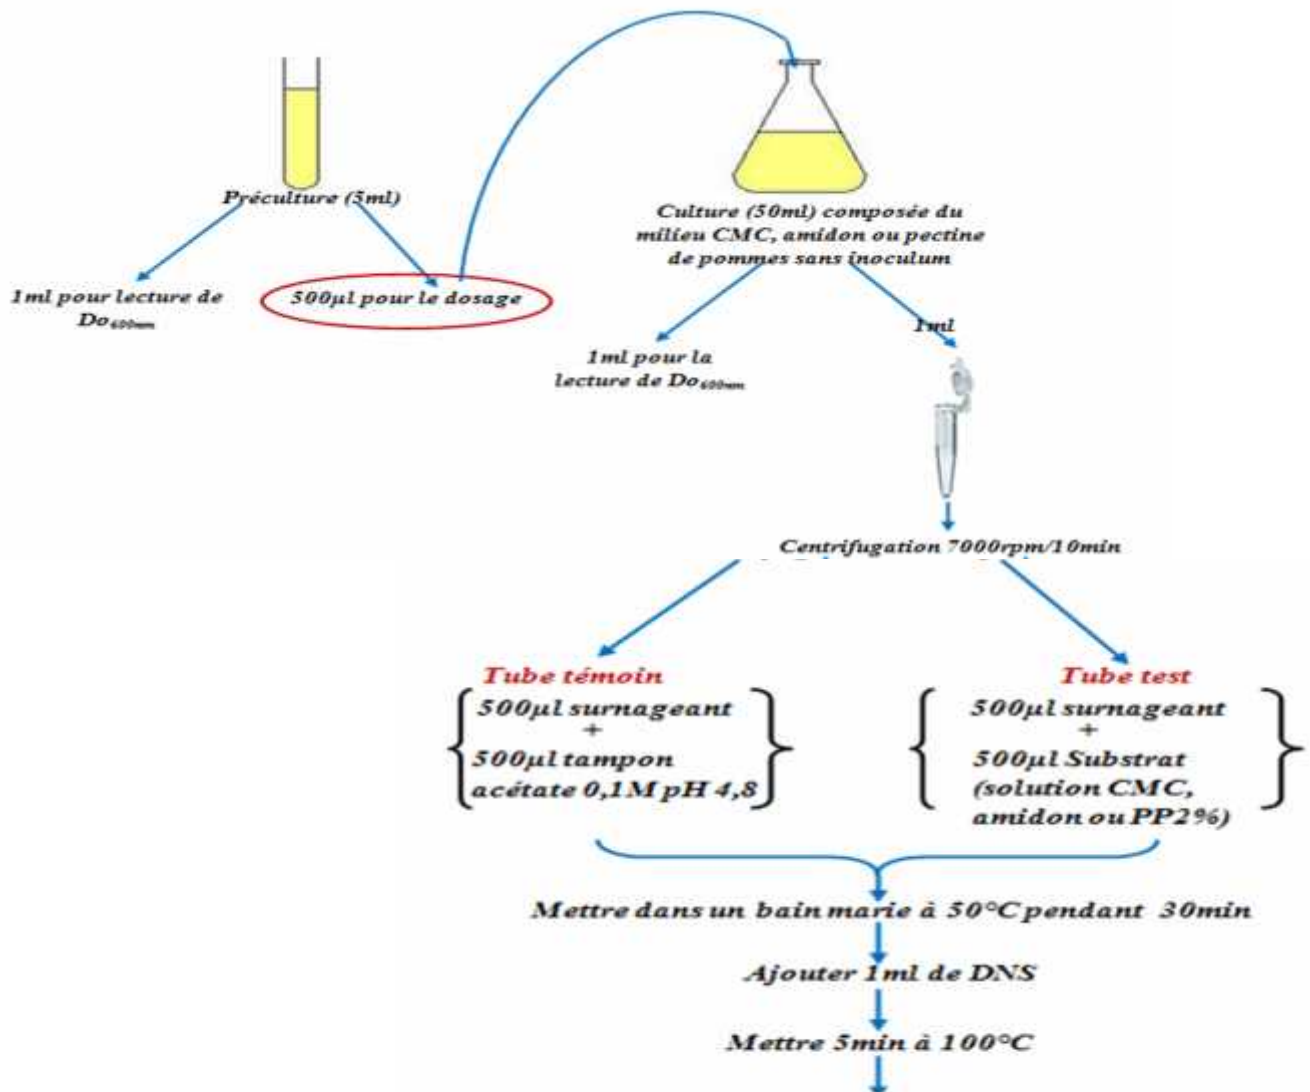 Préculture (5ml)
1ml pour lecture de
Do600nm
500µl pour le dosage
Culture (50ml) composée du
milieu CMC, amidon ou pectine
de pommes sans inoculum
1ml pour la
lecture de Do600nm
1ml
Centrifugation 7000rpm/10min
Tube témoin
500µl surnageant
+
500µl tampon
acétate 0,1M pH 4,8
Tube test
500µl surnageant
+
500µl Substrat
(solution CMC,
amidon ou PP2%)
Mettre dans un bain marie à 50°C pendant 30min
Ajouter 1ml de DNS
Mettre 5min à 100°C